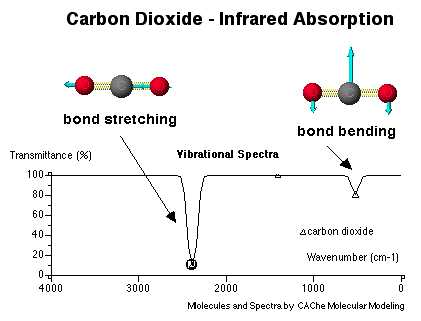 Carbon Dioxide - Infrared Absorption
bond stretching
bond bending
Transmittance (%)
Vibrational Spectra
100
80
60
40
20
0
carbon dioxide
Wavenumber (cm-1)
4000 3000 2000 1000 0
Molecules and Spectra by CAChe Molecular Modeling